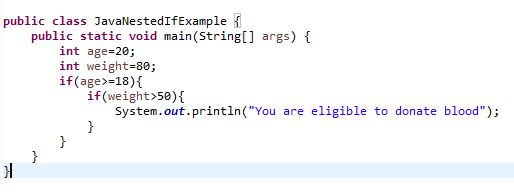 public class JavaNestedIfExample {
    public static void main(String[] args) {
        int age=20;
        int weight=80;
        if(age>=18){
            if(weight>50){
                System.out.println("You are eligible to donate blood");
            }
        }
    }
}